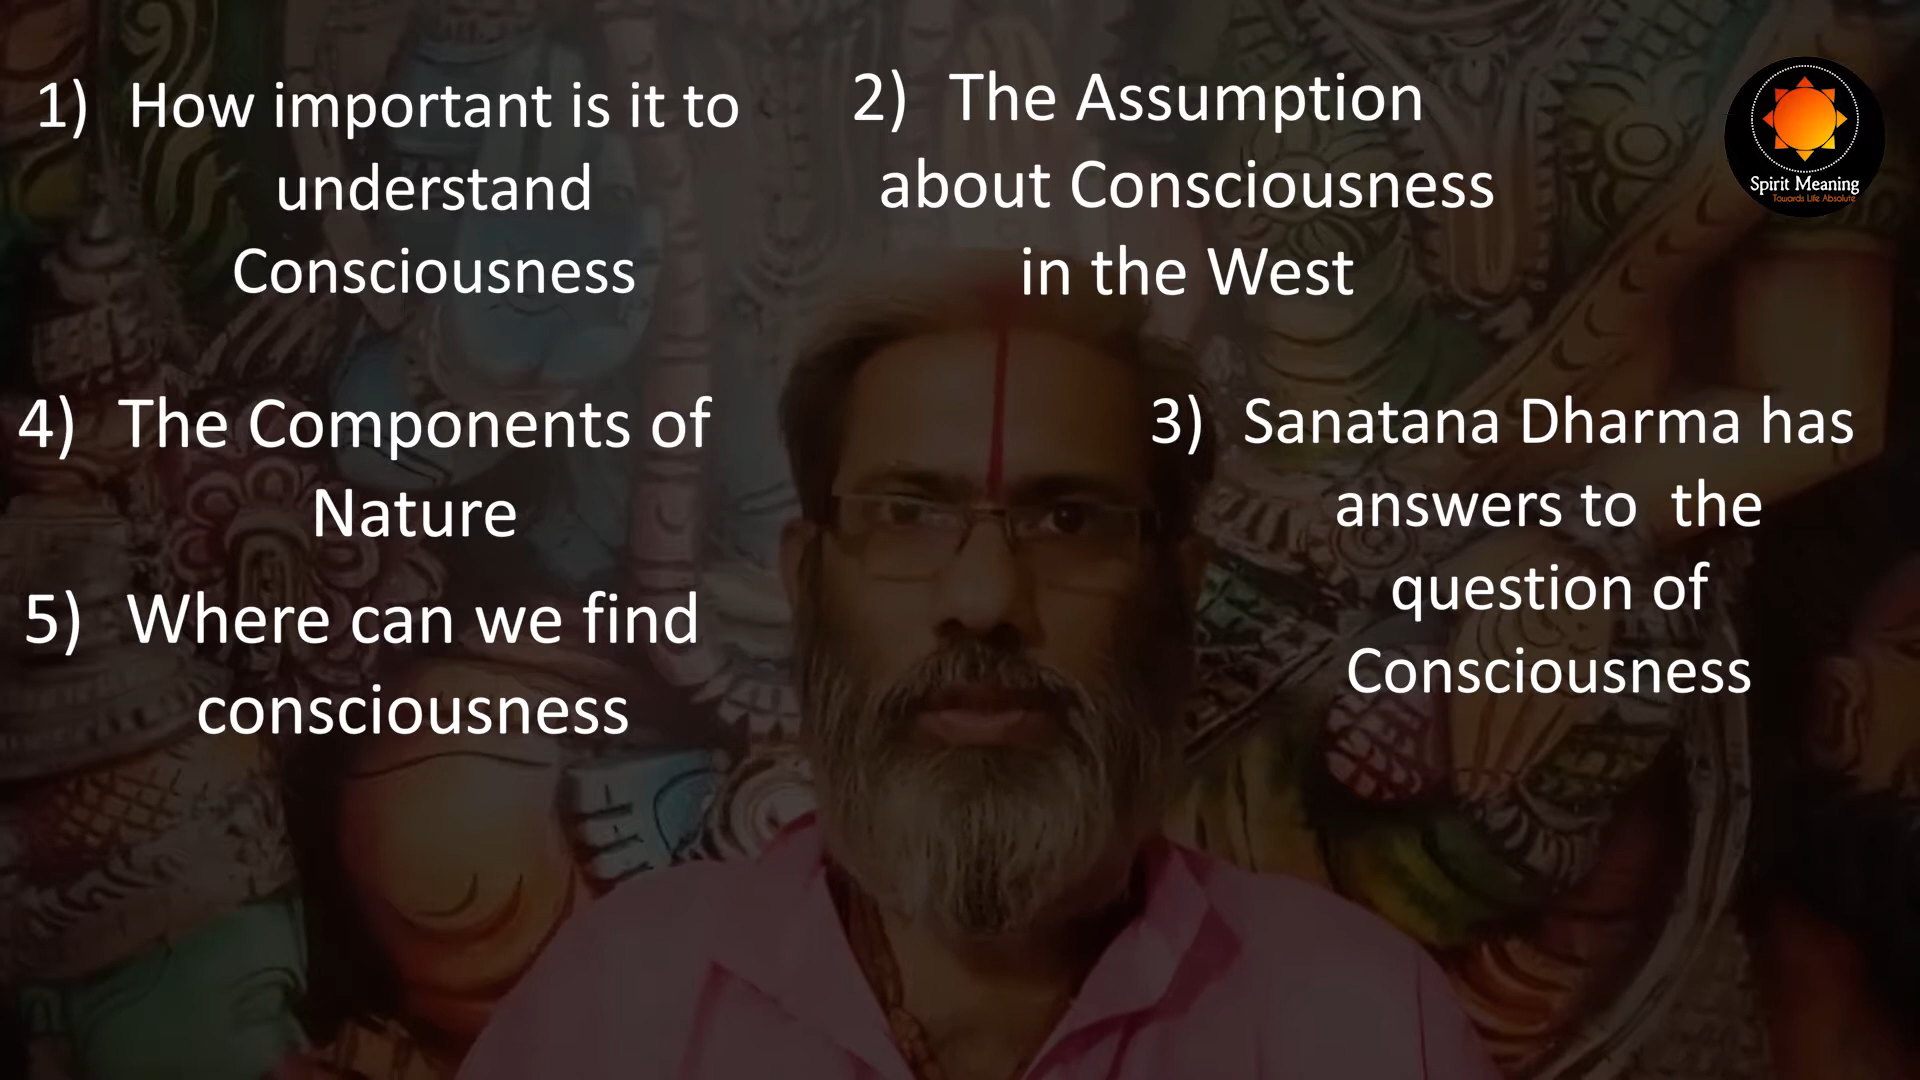 1) How important is it to
understand
Consciousness
2) The Assumption
about Consciousness
in the West
Spirit Meaning
Towards Life Absolute
3) Sanatana Dharma has
answers to the
question of
Consciousness
4) The Components of
Nature
5) Where can we find
consciousness